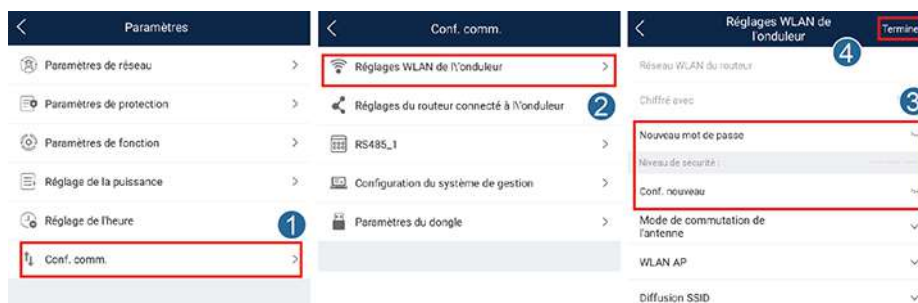 Paramètres
Paramètres de réseau
Paramètres de protection
Paramètres de fonction
Réglage de la puissance
Réglage de l'heure
1
Conf. comm.
Conf. comm.
Réglages WLAN de l\'onduleur
2
Réglages du routeur connecté à l\'onduleur
RS485_1
Configuration du système de gestion
Paramètres du dongle
Réglages WLAN de
l'onduleur
Termine
4
Réseau WLAN du routeur
Chiffré avec
3
Nouveau mot de passe
Niveau de sécurité :
Conf. nouveau
Mode de commutation de
l'antenne
WLAN AP
Diffusion SSID